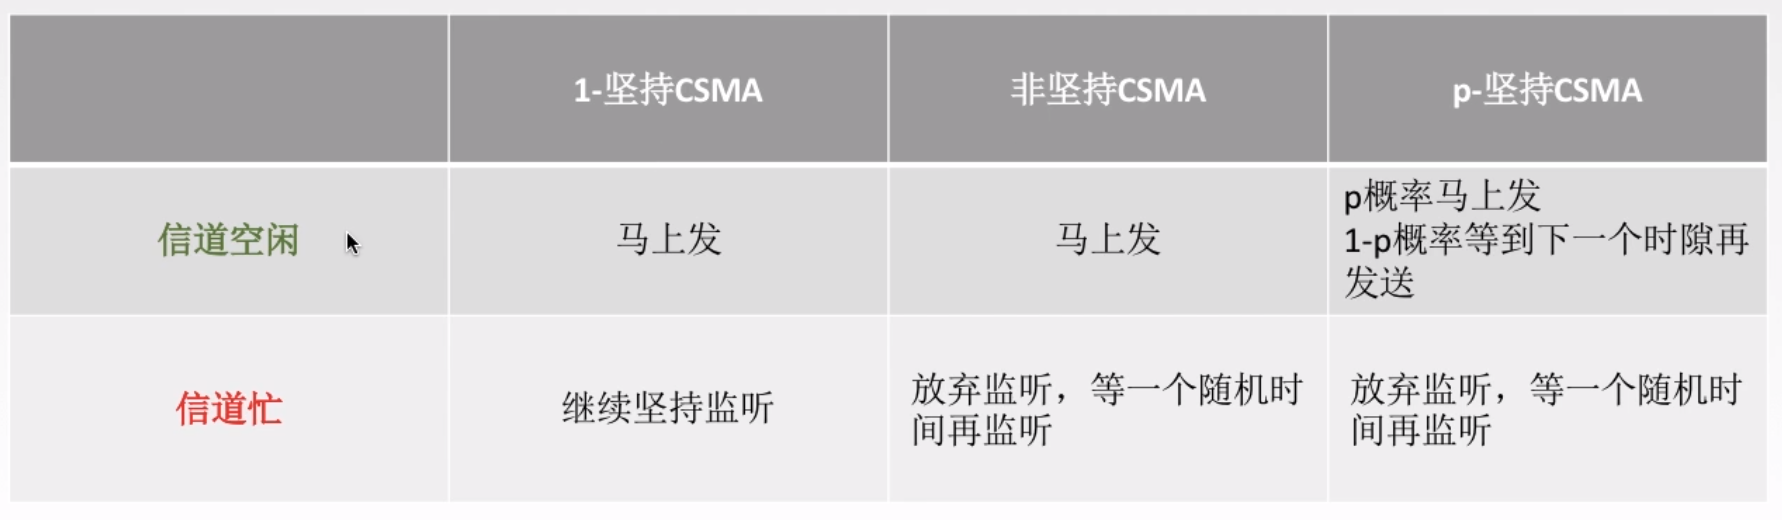 1-坚持CSMA
非坚持CSMA
p-坚持CSMA
信道空闲
马上发
马上发
p概率马上发
1-p概率等到下一个时隙再
发送
信道忙
继续坚持监听
放弃监听，等一个随机时
间再监听
放弃监听，等一个随机时
间再监听